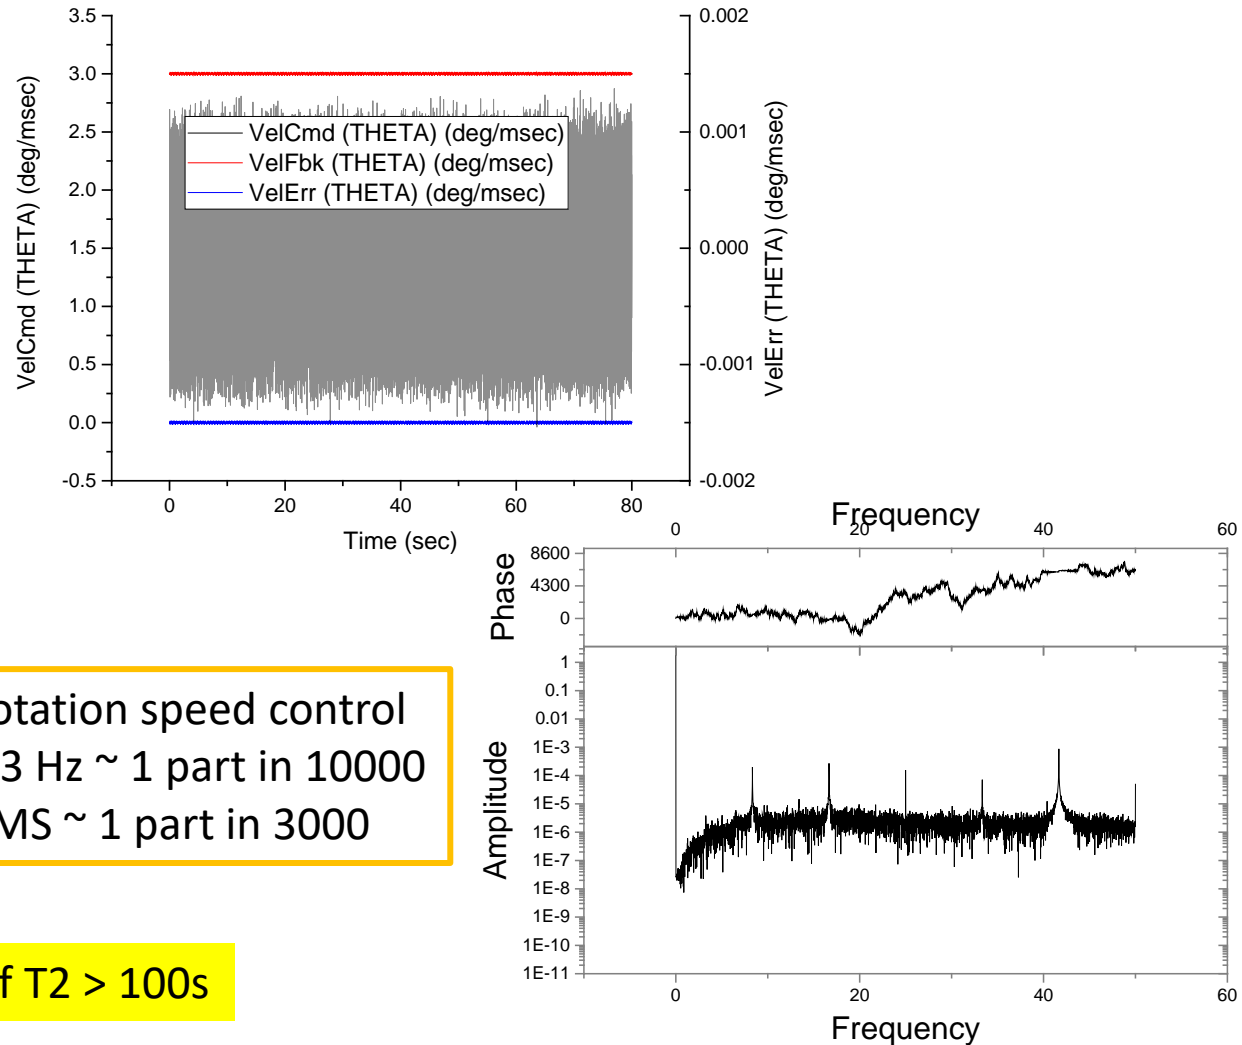 3.5
3.0
2.5
2.0
1.5
1.0
0.5
0.0
-0.5
VelCmd (THETA) (deg/msec)
VelCmd (THETA) (deg/msec)
VelFbk (THETA) (deg/msec)
VelErr (THETA) (deg/msec)
0.002
0.001
0.000
-0.001
-0.002
VelErr (THETA) (deg/msec)
0 20 40 60 80
Time (sec)
Frequency
0 20 40 60
8600
4300
0
Phase
1
0.1
0.01
1E-3
1E-4
1E-5
1E-6
1E-7
1E-8
1E-9
1E-10
1E-11
Amplitude
0 20 40 60
Frequency
otation speed control
3 Hz ~ 1 part in 10000
MS ~ 1 part in 3000
f T2 > 100s